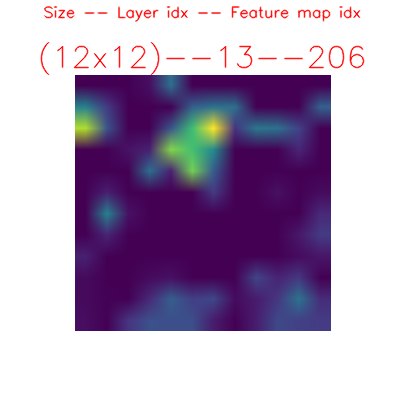 Size -- Layer idx -- Feature map idx
(12x12)--13--206